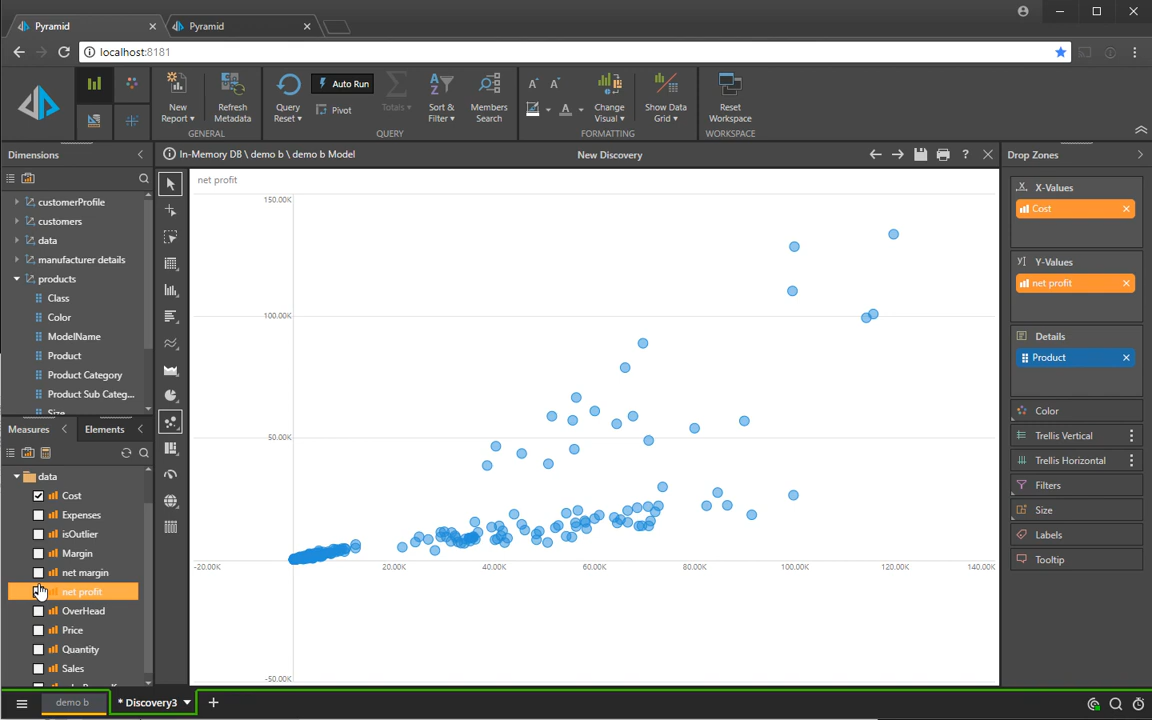 Pyramid
Pyramid
localhost:8181
New
Report
GENERAL
Refresh
Metadata
Query
Reset
Auto Run
Pivot
Totals
Sort &
Filter
Members
Search
QUERY
A
A
A
Change
Visual
Show Data
Grid
FORMATTING
Reset
Workspace
WORKSPACE
Dimensions
In-Memory DB \ demo b \ demo b Model
New Discovery
?
Drop Zones
customerProfile
customers
data
manufacturer details
products
Class
Color
ModelName
Product
Product Category
Product Sub Categ...
Size
Measures
Elements
data
Cost
Expenses
isOutlier
Margin
net margin
net profit
OverHead
Price
Quantity
Sales
net profit
150.00K
100.00K
50.00K
-50.00K
-20.00K
20.00K
40.00K
60.00K
80.00K
100.00K
120.00K
140.00K
X-Values
Cost
Y-Values
net profit
Details
Product
Color
Trellis Vertical
Trellis Horizontal
Filters
Size
Labels
Tooltip
demo b
* Discovery3